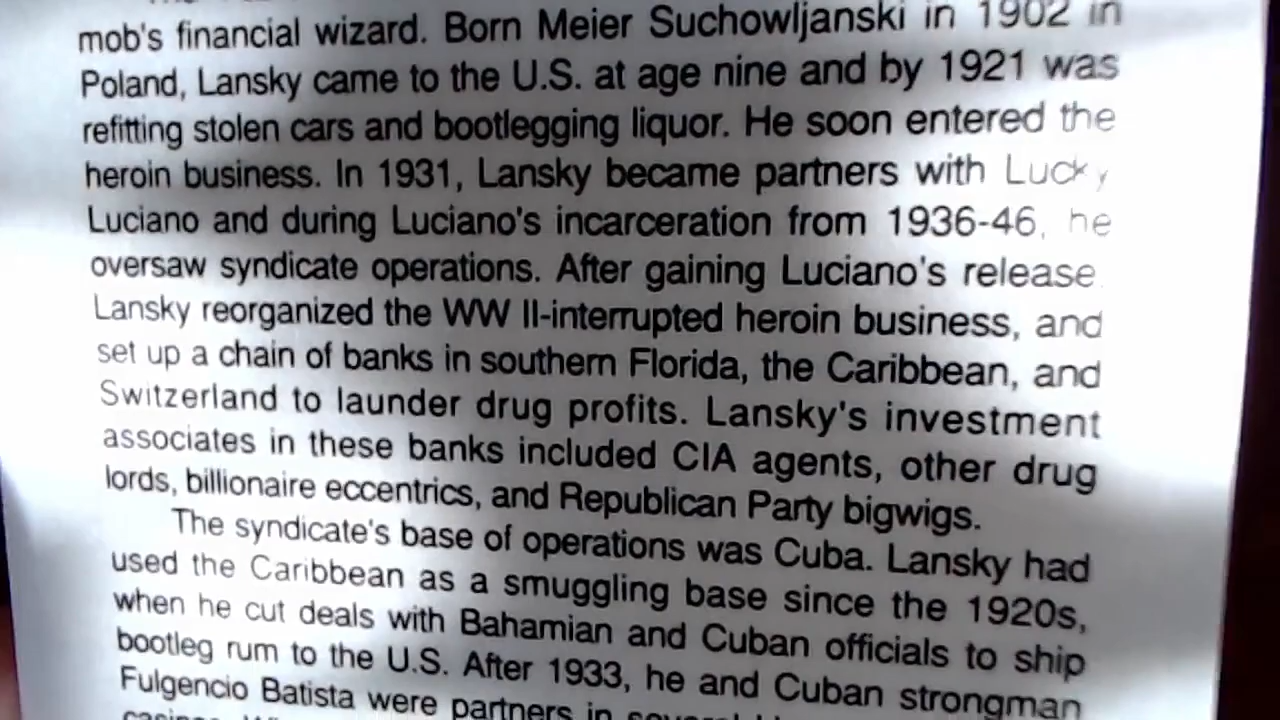 mob's financial wizard. Born Meier Suchowljanski in 1902 in
Poland, Lansky came to the U.S. at age nine and by 1921 was
refitting stolen cars and bootlegging liquor. He soon entered the
heroin business. In 1931, Lansky became partners with Lucky
Luciano and during Luciano's incarceration from 1936-46, he
oversaw syndicate operations. After gaining Luciano's release
Lansky reorganized the WW II-interrupted heroin business, and
set up a chain of banks in southern Florida, the Caribbean, and
Switzerland to launder drug profits. Lansky's investment
associates in these banks included CIA agents, other drug
lords, billionaire eccentrics, and Republican Party bigwigs.
The syndicate's base of operations was Cuba. Lansky had
used the Caribbean as a smuggling base since the 1920s,
when he cut deals with Bahamian and Cuban officials to ship
bootleg rum to the U.S. After 1933, he and Cuban strongman
Fulgencio Batista were partners in several